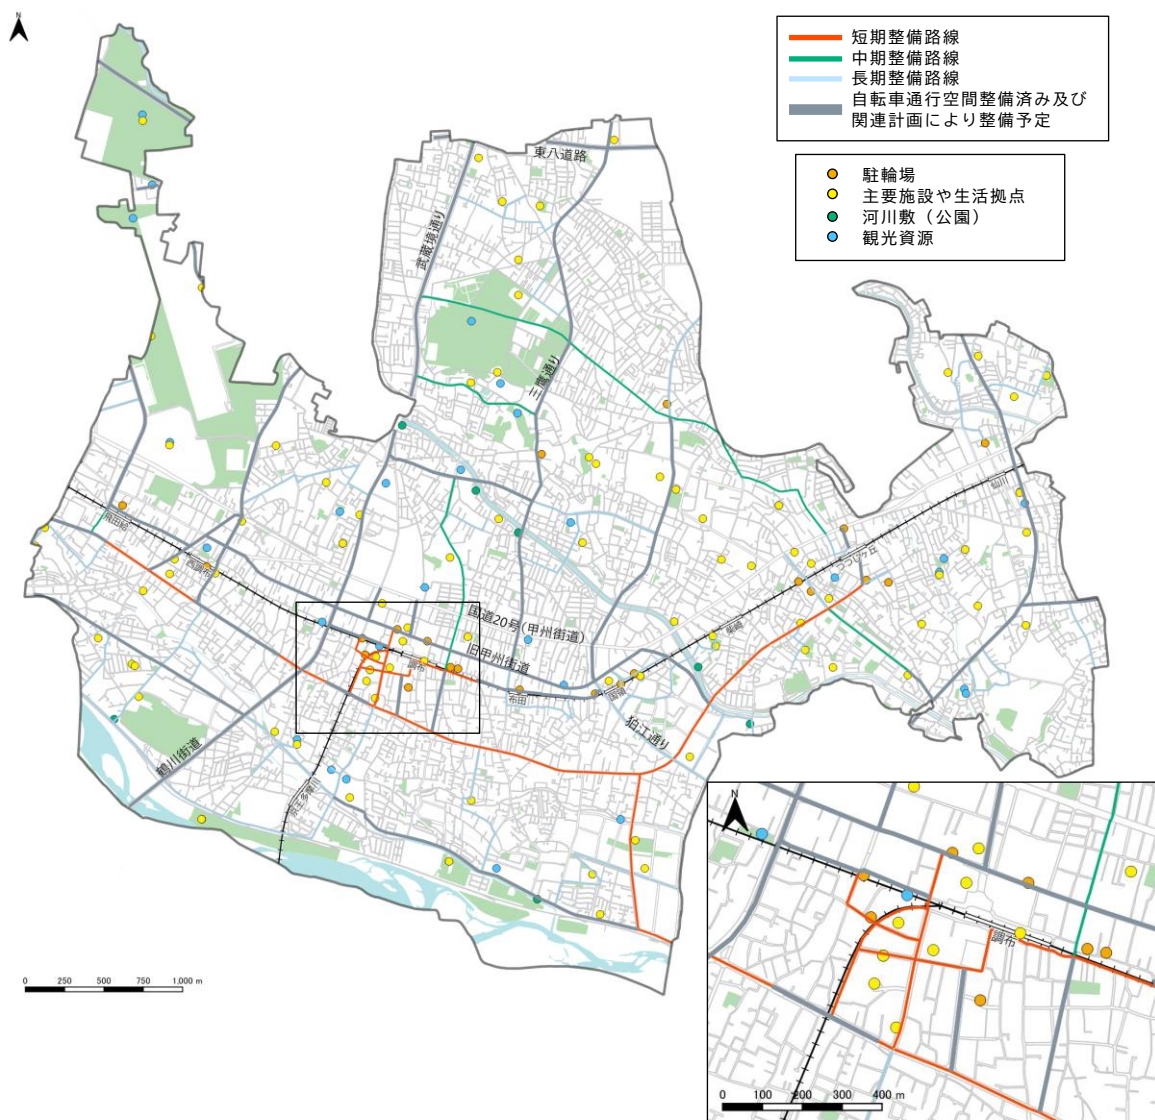 N
短期整備路線
中期整備路線
長期整備路線
自転車通行空間整備済み及び
関連計画により整備予定
駐輪場
主要施設や生活拠点
河川敷（公園）
観光資源
東八道路
武蔵境通り
三鷹通り
仙川
飛田給
つつじヶ丘
西調布
国道20号(甲州街道)
柴崎
旧甲州街道
調布
布田
国領
狛江通り
鶴川街道
京王多摩川
0 250 500 750 1,000 m
N
調布
0 100 200 300 400 m